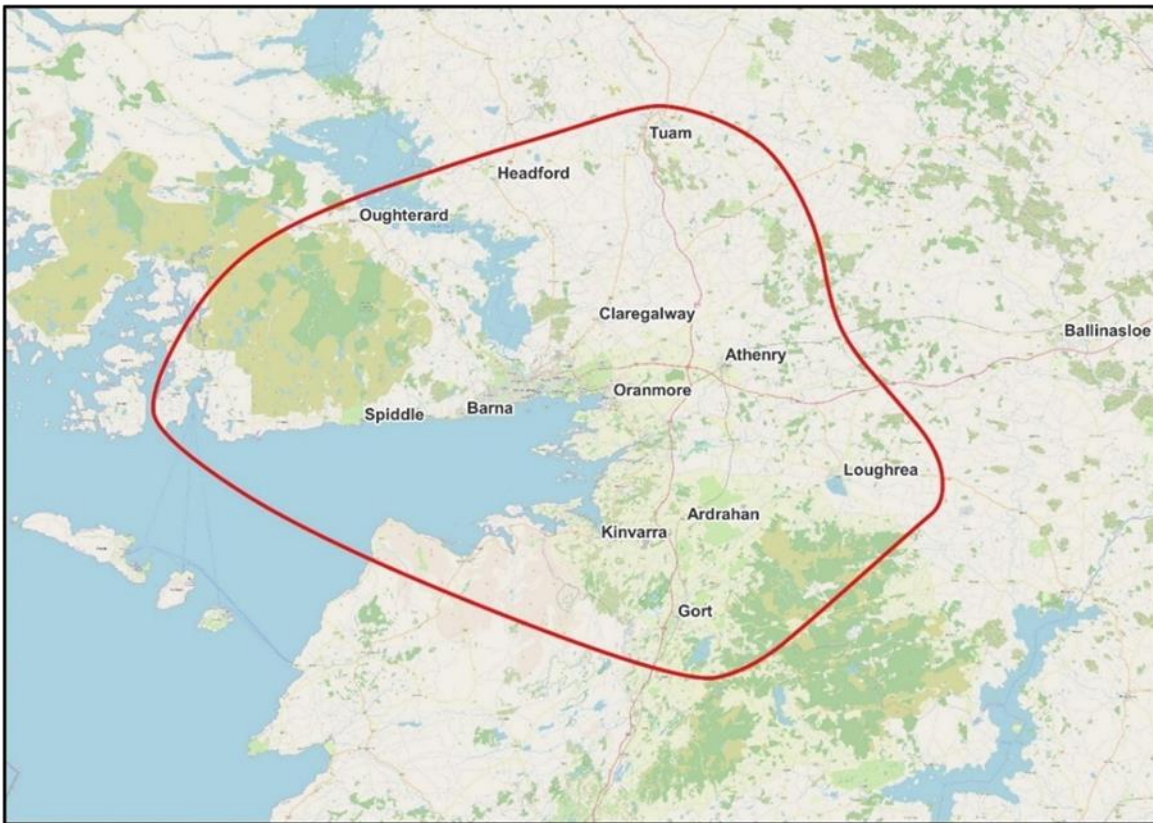 Tuam
Headford
Oughterard
Claregalway
Ballinasloe
Athenry
Oranmore
Barna
Spiddle
Loughrea
Ardrahan
Kinvarra
Gort